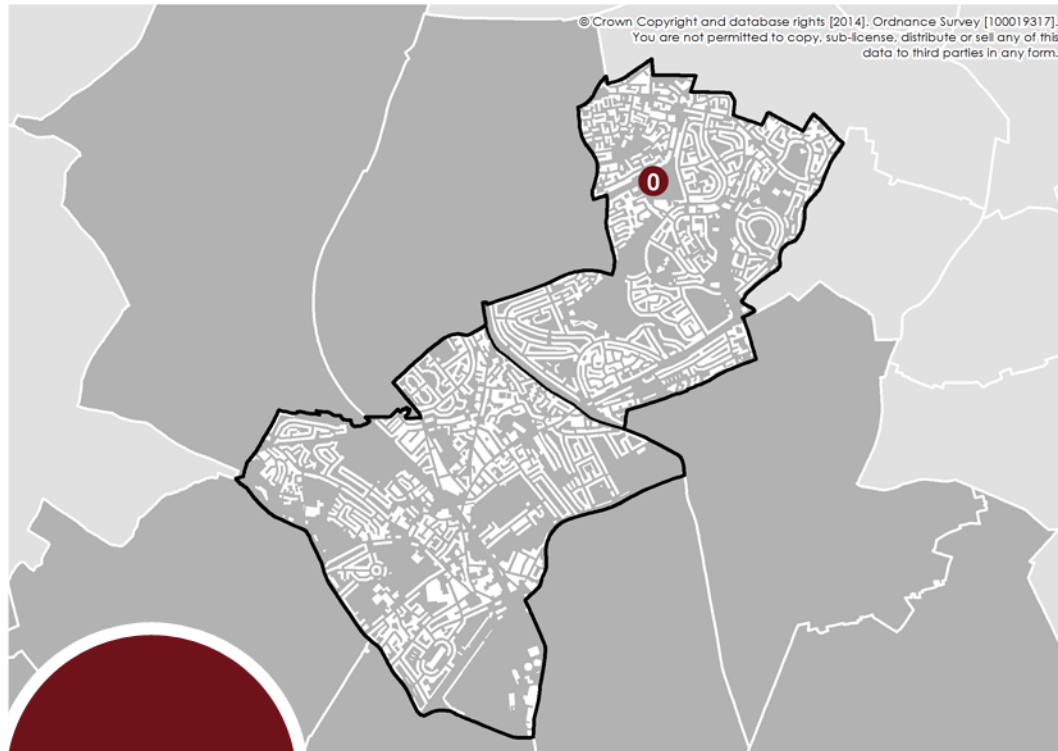 © Crown Copyright and database rights [2014]. Ordnance Survey [100019317].
You are not permitted to copy, sub-license, distribute or sell any of this
data to third parties in any form.
0